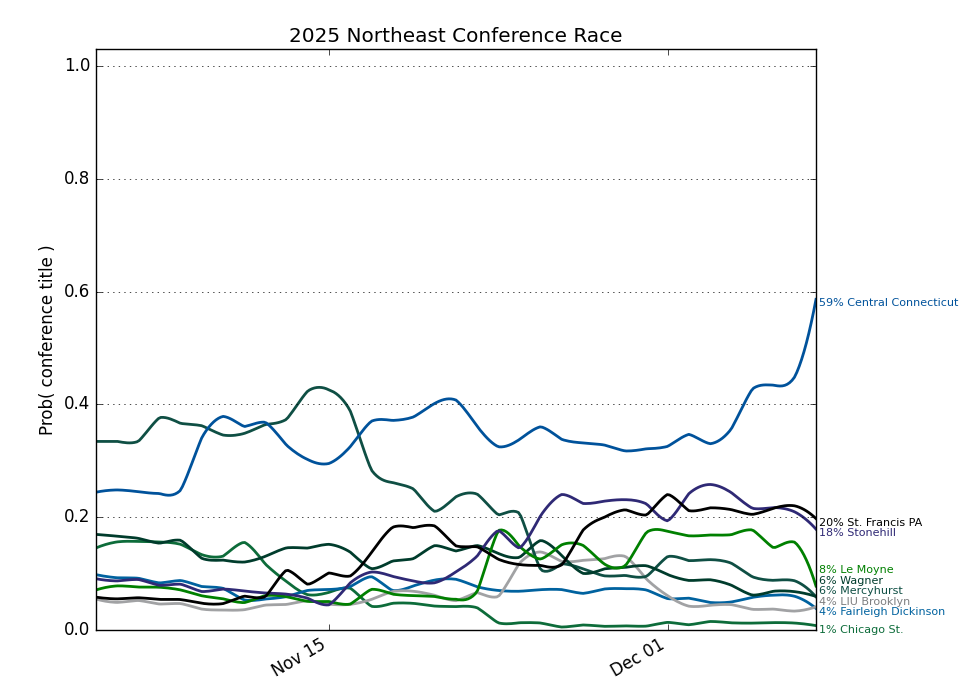 2025 Northeast Conference Race
Prob( conference title )
1.0
0.8
0.6
0.4
0.2
0.0
Nov 15
Dec 01
59% Central Connecticut
20% St. Francis PA
18% Stonehill
8% Le Moyne
6% Wagner
6% Mercyhurst
4% LIU Brooklyn
4% Fairleigh Dickinson
1% Chicago St.